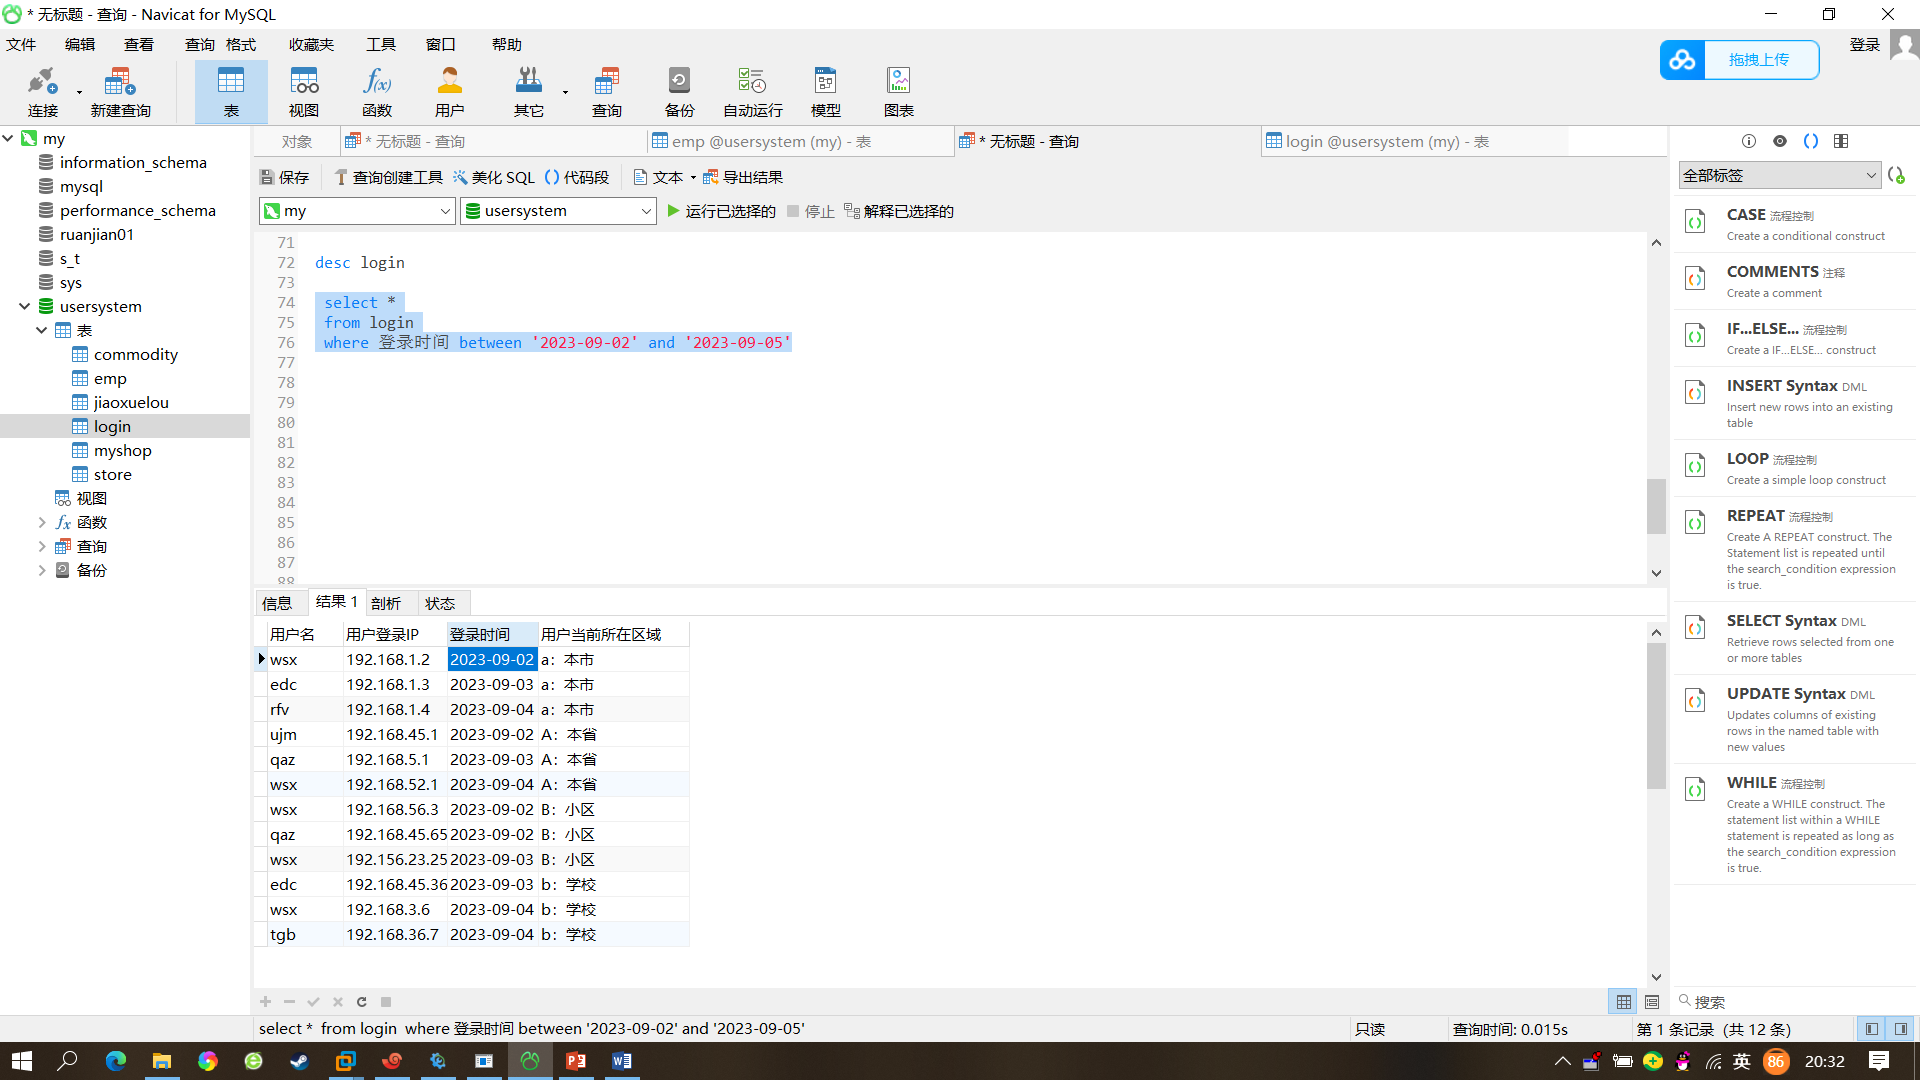 * 无标题 - 查询 - Navicat for MySQL
文件 编辑 查看 查询 格式 收藏夹 工具 窗口 帮助 登录
拖拽上传
连接 新建查询 表 视图 函数 用户 其它 查询 备份 自动运行 模型 图表
my
information_schema
mysql
performance_schema
ruanjian01
s_t
sys
usersystem
表
commodity
emp
jiaoxuelou
login
myshop
store
视图
函数
查询
备份
对象 * 无标题 - 查询 emp @usersystem (my) - 表 * 无标题 - 查询 login @usersystem (my) - 表
保存 查询创建工具 美化 SQL 代码段 文本 导出结果
my usersystem 运行已选择的 停止 解释已选择的
71
72 desc login
73
74 select *
75 from login
76 where 登录时间 between '2023-09-02' and '2023-09-05'
77
78
79
80
81
82
83
84
85
86
87
88
信息 结果 1 剖析 状态
用户名 用户登录IP 登录时间 用户当前所在区域
wsx 192.168.1.2 2023-09-02 a：本市
edc 192.168.1.3 2023-09-03 a：本市
rfv 192.168.1.4 2023-09-04 a：本市
ujm 192.168.45.1 2023-09-02 A：本省
qaz 192.168.5.1 2023-09-03 A：本省
wsx 192.168.52.1 2023-09-04 A：本省
wsx 192.168.56.3 2023-09-02 B：小区
qaz 192.168.45.65 2023-09-02 B：小区
wsx 192.156.23.25 2023-09-03 B：小区
edc 192.168.45.36 2023-09-03 b：学校
wsx 192.168.3.6 2023-09-04 b：学校
tgb 192.168.36.7 2023-09-04 b：学校
全部标签
CASE 流程控制
Create a conditional construct
COMMENTS 注释
Create a comment
IF...ELSE... 流程控制
Create a IF...ELSE... construct
INSERT Syntax DML
Insert new rows into an existing
table
LOOP 流程控制
Create a simple loop construct
REPEAT 流程控制
Create A REPEAT construct. The
Statement list is repeated until
the search_condition expression
is true.
SELECT Syntax DML
Retrieve rows selected from one
or more tables
UPDATE Syntax DML
Updates columns of existing
rows in the named table with
new values
WHILE 流程控制
Create a WHILE construct. The
statement list within a WHILE
statement is repeated as long as
the search_condition expression
is true.
搜索
select * from login where 登录时间 between '2023-09-02' and '2023-09-05' 只读 查询时间: 0.015s 第 1 条记录 (共 12 条)
英 86 20:32